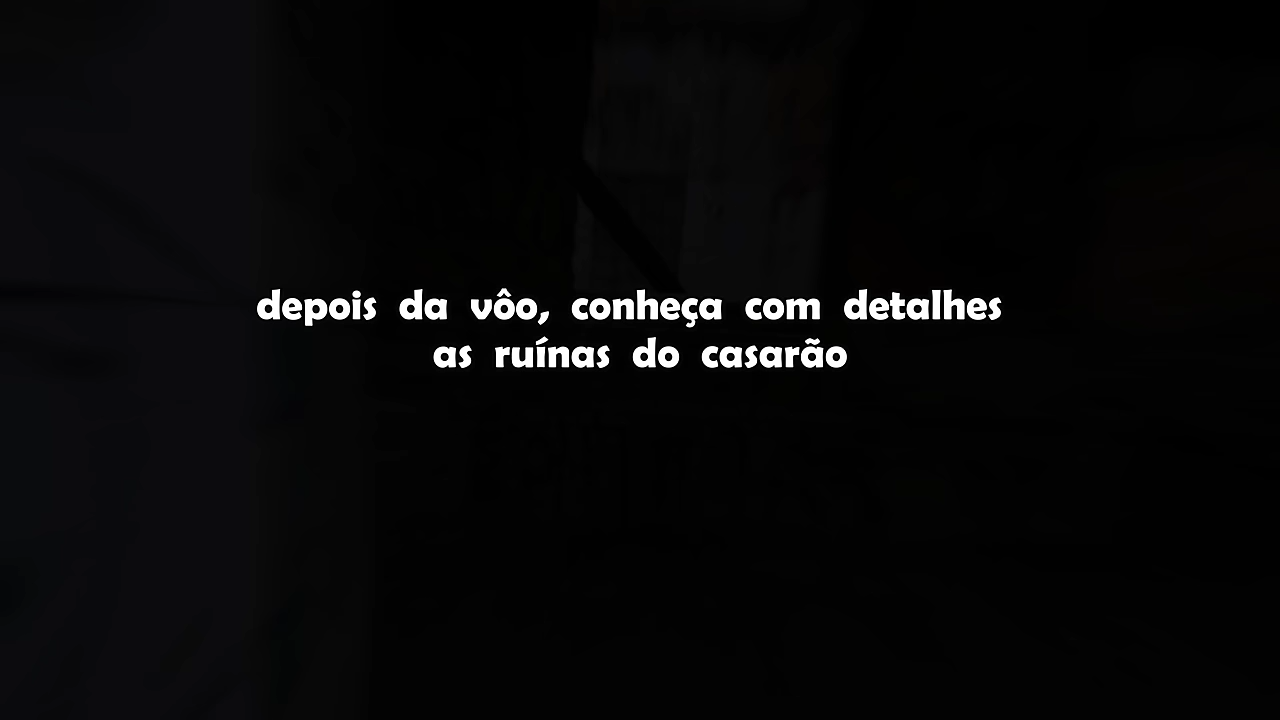 depois da vôo, conheça com detalhes
as ruínas do casarão